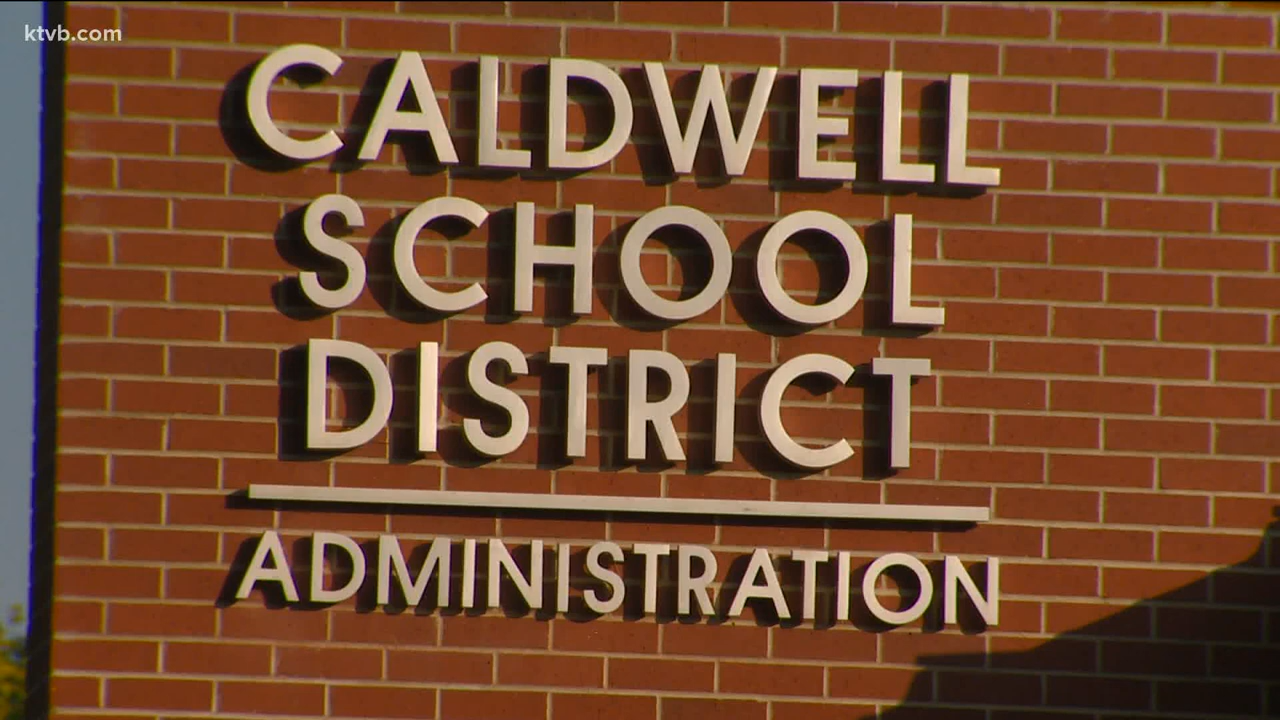 ktvb.com
CALDWELL
SCHOOL
DISTRICT
ADMINISTRATION